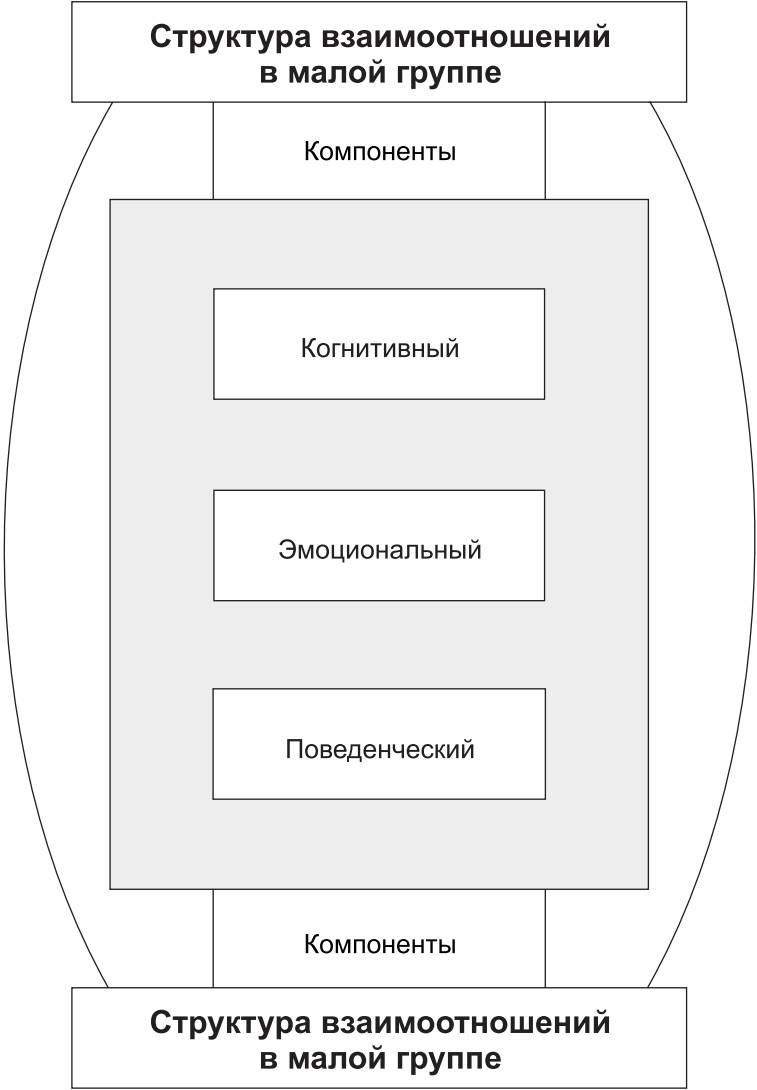 Структура взаимоотношений
в малой группе
Компоненты
Когнитивный
Эмоциональный
Поведенческий
Компоненты
Структура взаимоотношений
в малой группе